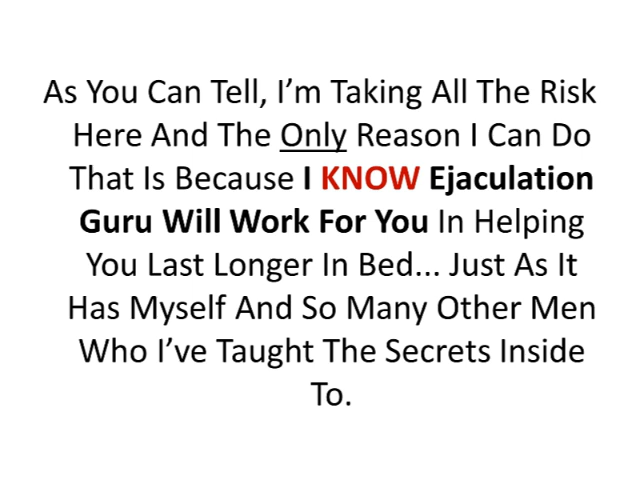 As You Can Tell, I’m Taking All The Risk
Here And The Only Reason I Can Do
That Is Because I KNOW Ejaculation
Guru Will Work For You In Helping
You Last Longer In Bed... Just As It
Has Myself And So Many Other Men
Who I’ve Taught The Secrets Inside
To.